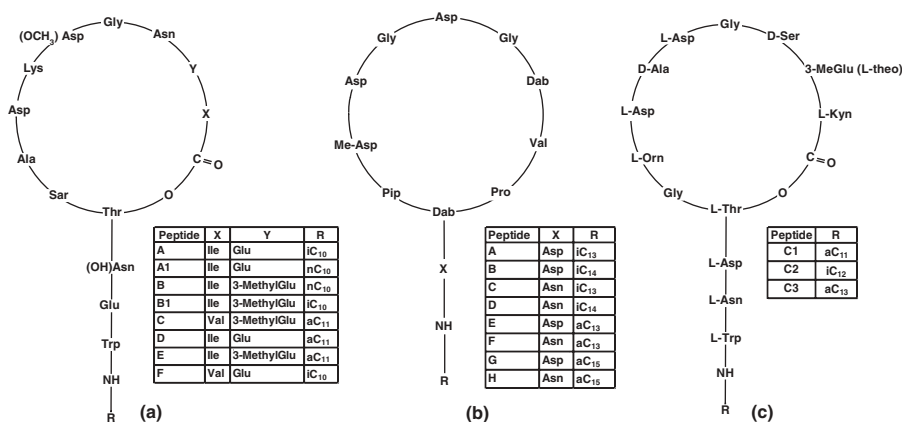 Gly
(OCH3) Asp
Asn
Lys
Y
Asp
X
Ala
C=O
Sar
O
Thr
(OH)Asn
Glu
Trp
NH
R
(a)
Peptide X Y R
A Ile Glu iC10
A1 Ile Glu nC10
B Ile 3-MethylGlu nC10
B1 Ile 3-MethylGlu iC10
C Val 3-MethylGlu aC11
D Ile Glu aC11
E Ile 3-MethylGlu aC11
F Val Glu iC10
Asp
Gly
Gly
Asp
Dab
Me-Asp
Val
Pip
Pro
Dab
X
NH
R
(b)
Peptide X R
A Asp iC13
B Asp iC14
C Asn iC13
D Asn iC14
E Asp aC13
F Asn aC13
G Asp aC15
H Asn aC15
Gly
L-Asp
D-Ser
D-Ala
3-MeGlu (L-theo)
L-Asp
L-Kyn
L-Orn
C=O
Gly
O
L-Thr
L-Asp
L-Asn
L-Trp
NH
R
(c)
Peptide R
C1 aC11
C2 iC12
C3 aC13